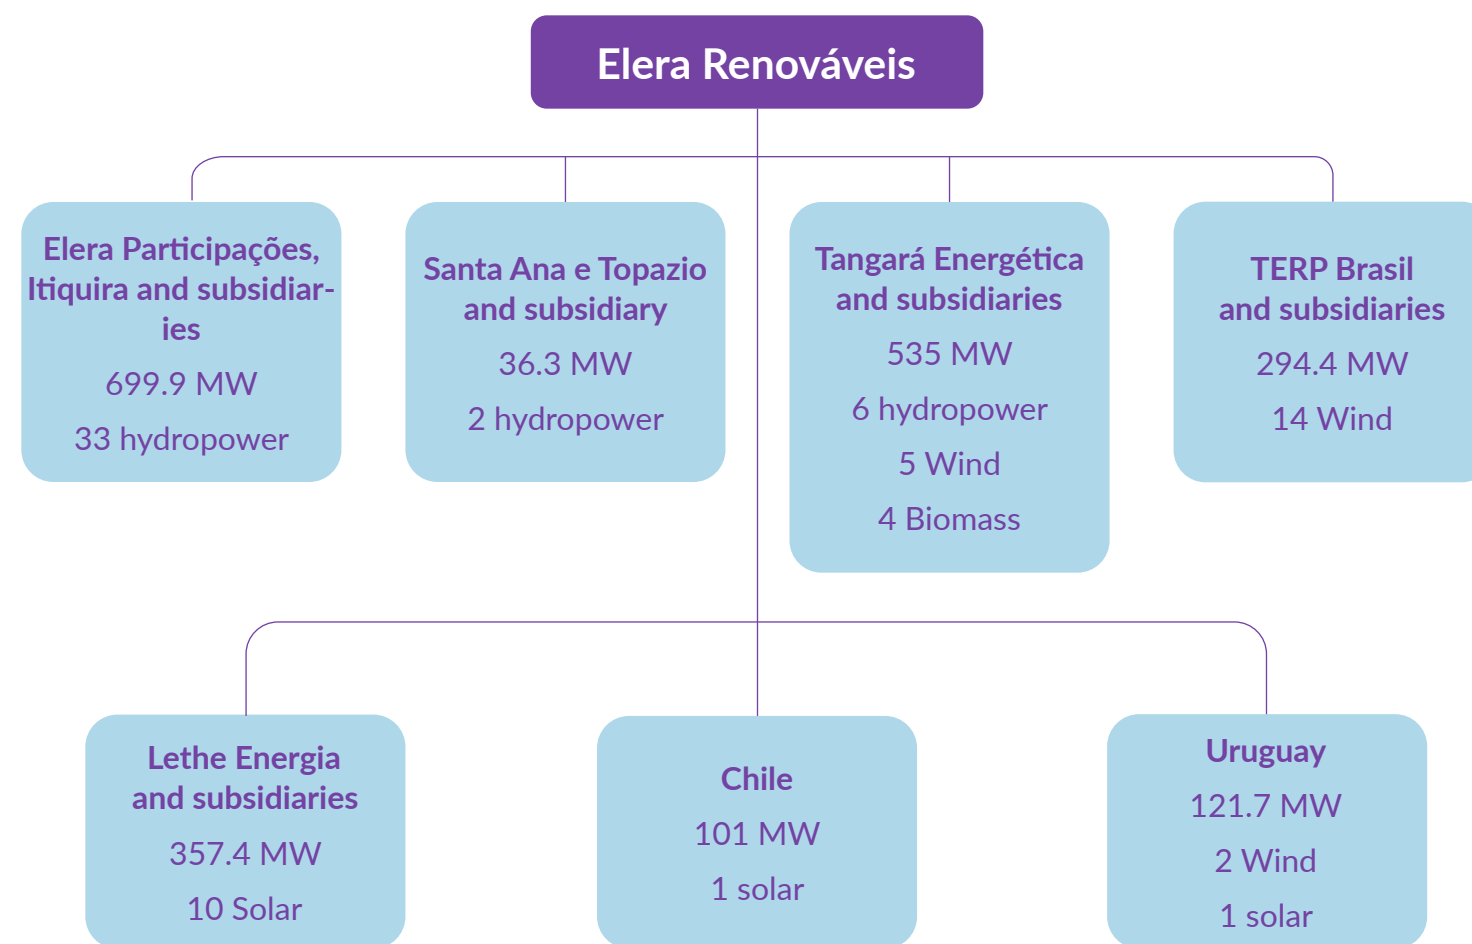 Elera Renováveis
Elera Participações,
Itiquira and subsidiar-
ies
699.9 MW
33 hydropower
Santa Ana e Topazio
and subsidiary
36.3 MW
2 hydropower
Tangará Energética
and subsidiaries
535 MW
6 hydropower
5 Wind
4 Biomass
TERP Brasil
and subsidiaries
294.4 MW
14 Wind
Lethe Energia
and subsidiaries
357.4 MW
10 Solar
Chile
101 MW
1 solar
Uruguay
121.7 MW
2 Wind
1 solar